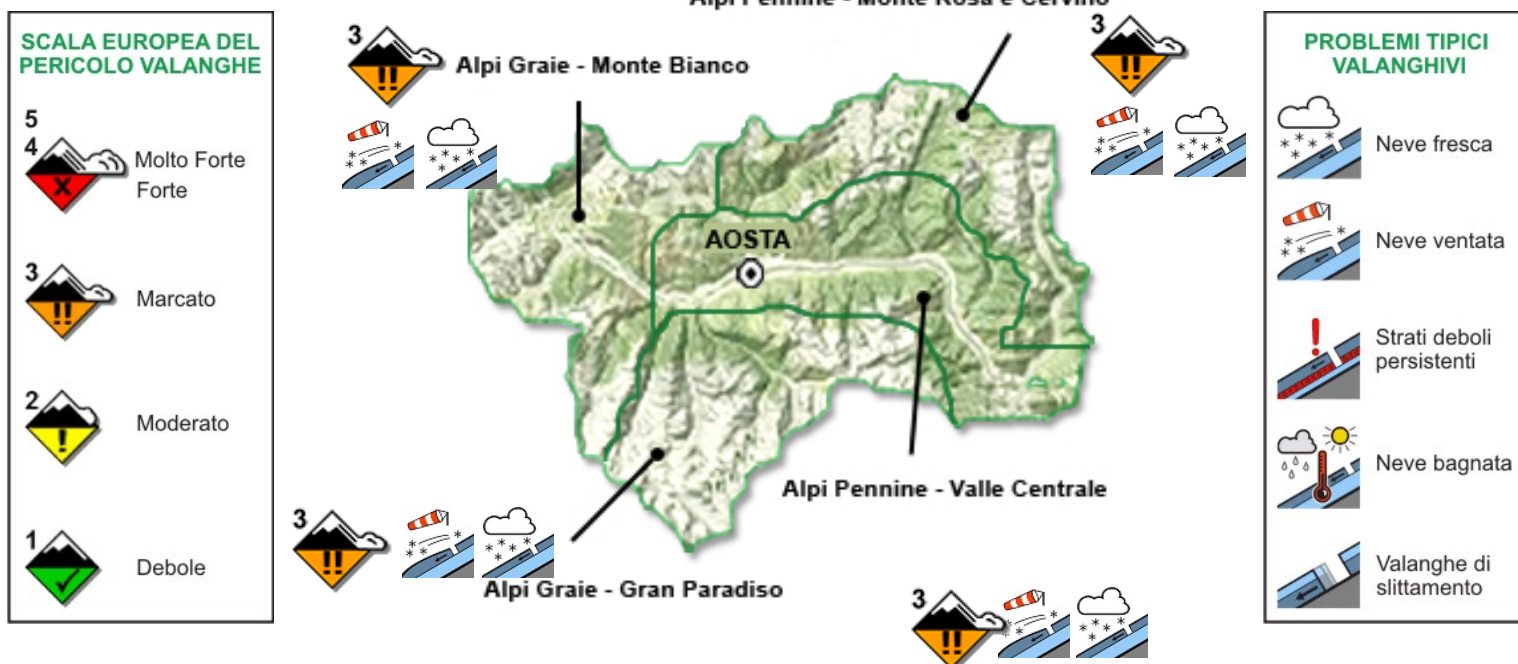 Alpi Pennine - Monte Rosa e Cervino
SCALA EUROPEA DEL
PERICOLO VALANGHE
5
4
Molto Forte
Forte
3
Marcato
2
Moderato
1
Debole
3
Alpi Graie - Monte Bianco
3
AOSTA
Alpi Pennine - Valle Centrale
3
Alpi Graie - Gran Paradiso
3
PROBLEMI TIPICI
VALANGHIVI
Neve fresca
Neve ventata
Strati deboli
persistenti
Neve bagnata
Valanghe di
slittamento